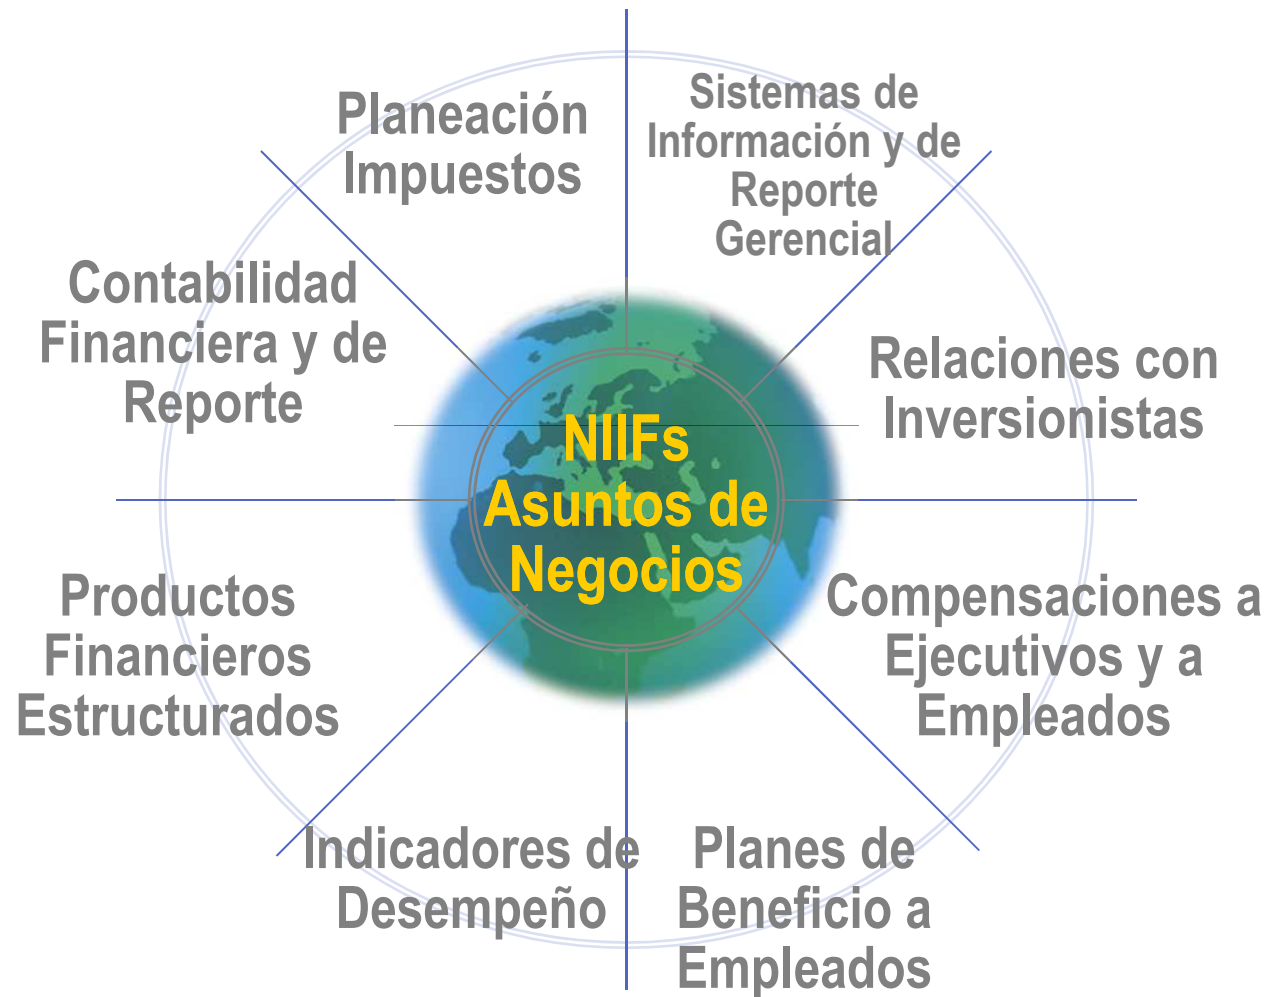 Planeación
Impuestos
Sistemas de
Información y de
Reporte
Gerencial
Contabilidad
Financiera y de
Reporte
Relaciones con
Inversionistas
NIIFs
Asuntos de
Negocios
Productos
Financieros
Estructurados
Compensaciones a
Ejecutivos y a
Empleados
Indicadores de
Desempeño
Planes de
Beneficio a
Empleados